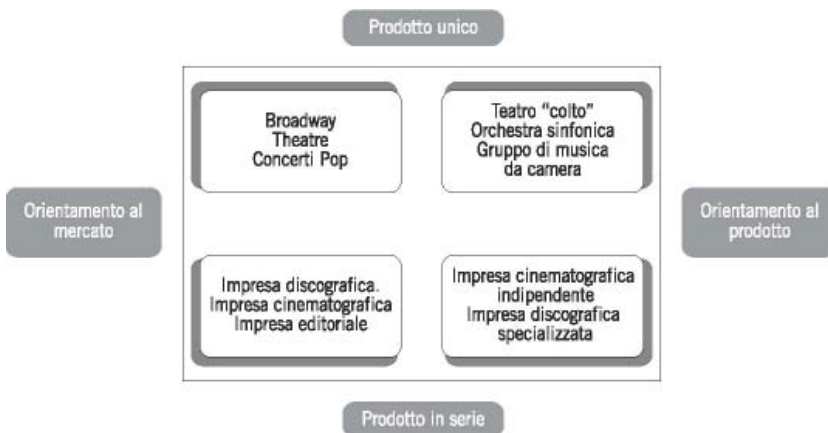 Prodotto unico
Broadway
Theatre
Concerti Pop
Teatro “colto”
Orchestra sinfonica
Gruppo di musica
da camera
Orientamento al
mercato
Orientamento al
prodotto
Impresa discografica.
Impresa cinematografica
Impresa editoriale
Impresa cinematografica
indipendente
Impresa discografica
specializzata
Prodotto in serie